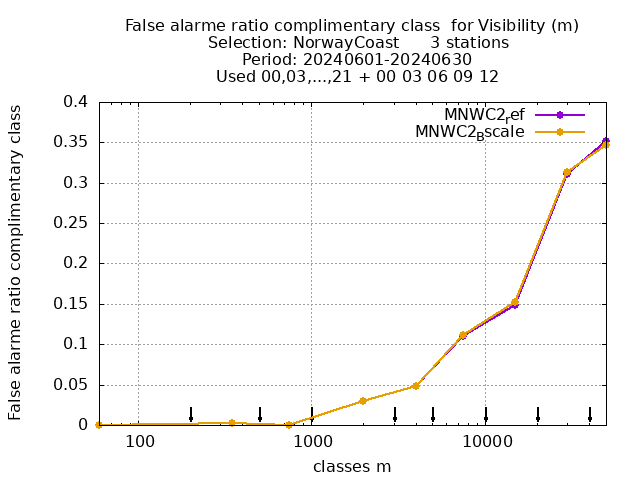 False alarme ratio complimentary class  for Visibility (m)
Selection: NorwayCoast      3 stations
Period: 20240601-20240630
Used 00,03,...,21 + 00 03 06 09 12
False alarme ratio complimentary class
0.4
0.35
0.3
0.25
0.2
0.15
0.1
0.05
0
MNWC2ref
MNWC2Bscale
100
1000
10000
classes m